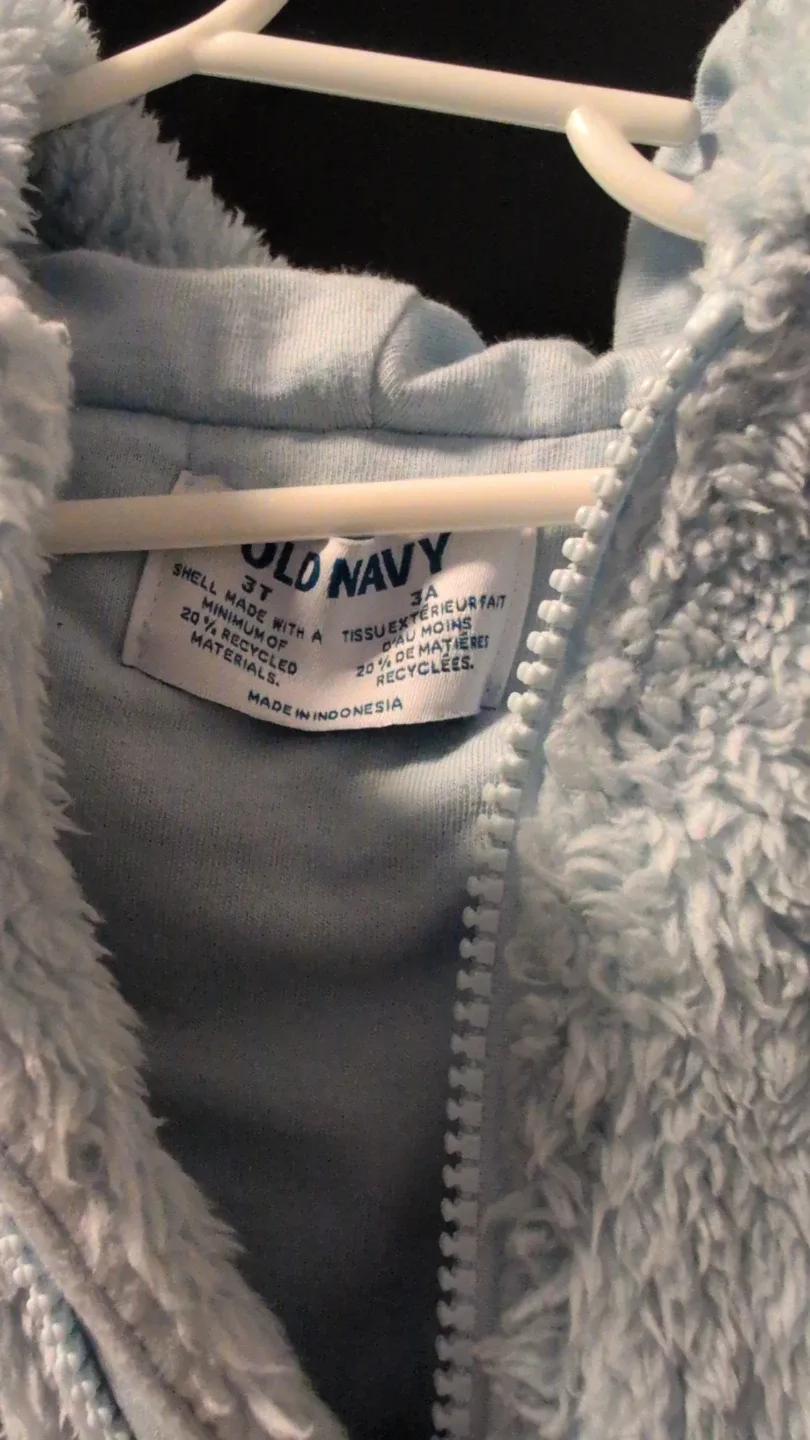 OLD NAVY
3T
SHELL MADE WITH A
MINIMUM OF
20% RECYCLED
MATERIALS.
3A
TISSU EXTÉRIEUR FAIT
D'AU MOINS
20% DE MATIÈRES
RECYCLÉES.
MADE IN INDONESIA